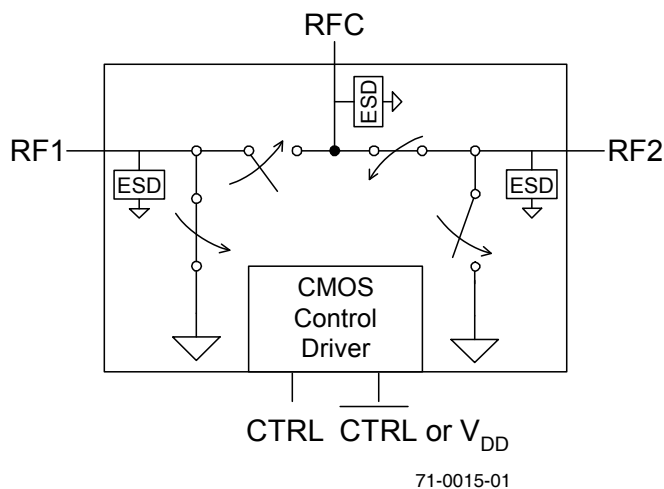 RFC
ESD
RF1
RF2
ESD
ESD
CMOS
Control
Driver
CTRL CTRL or VDD
71-0015-01